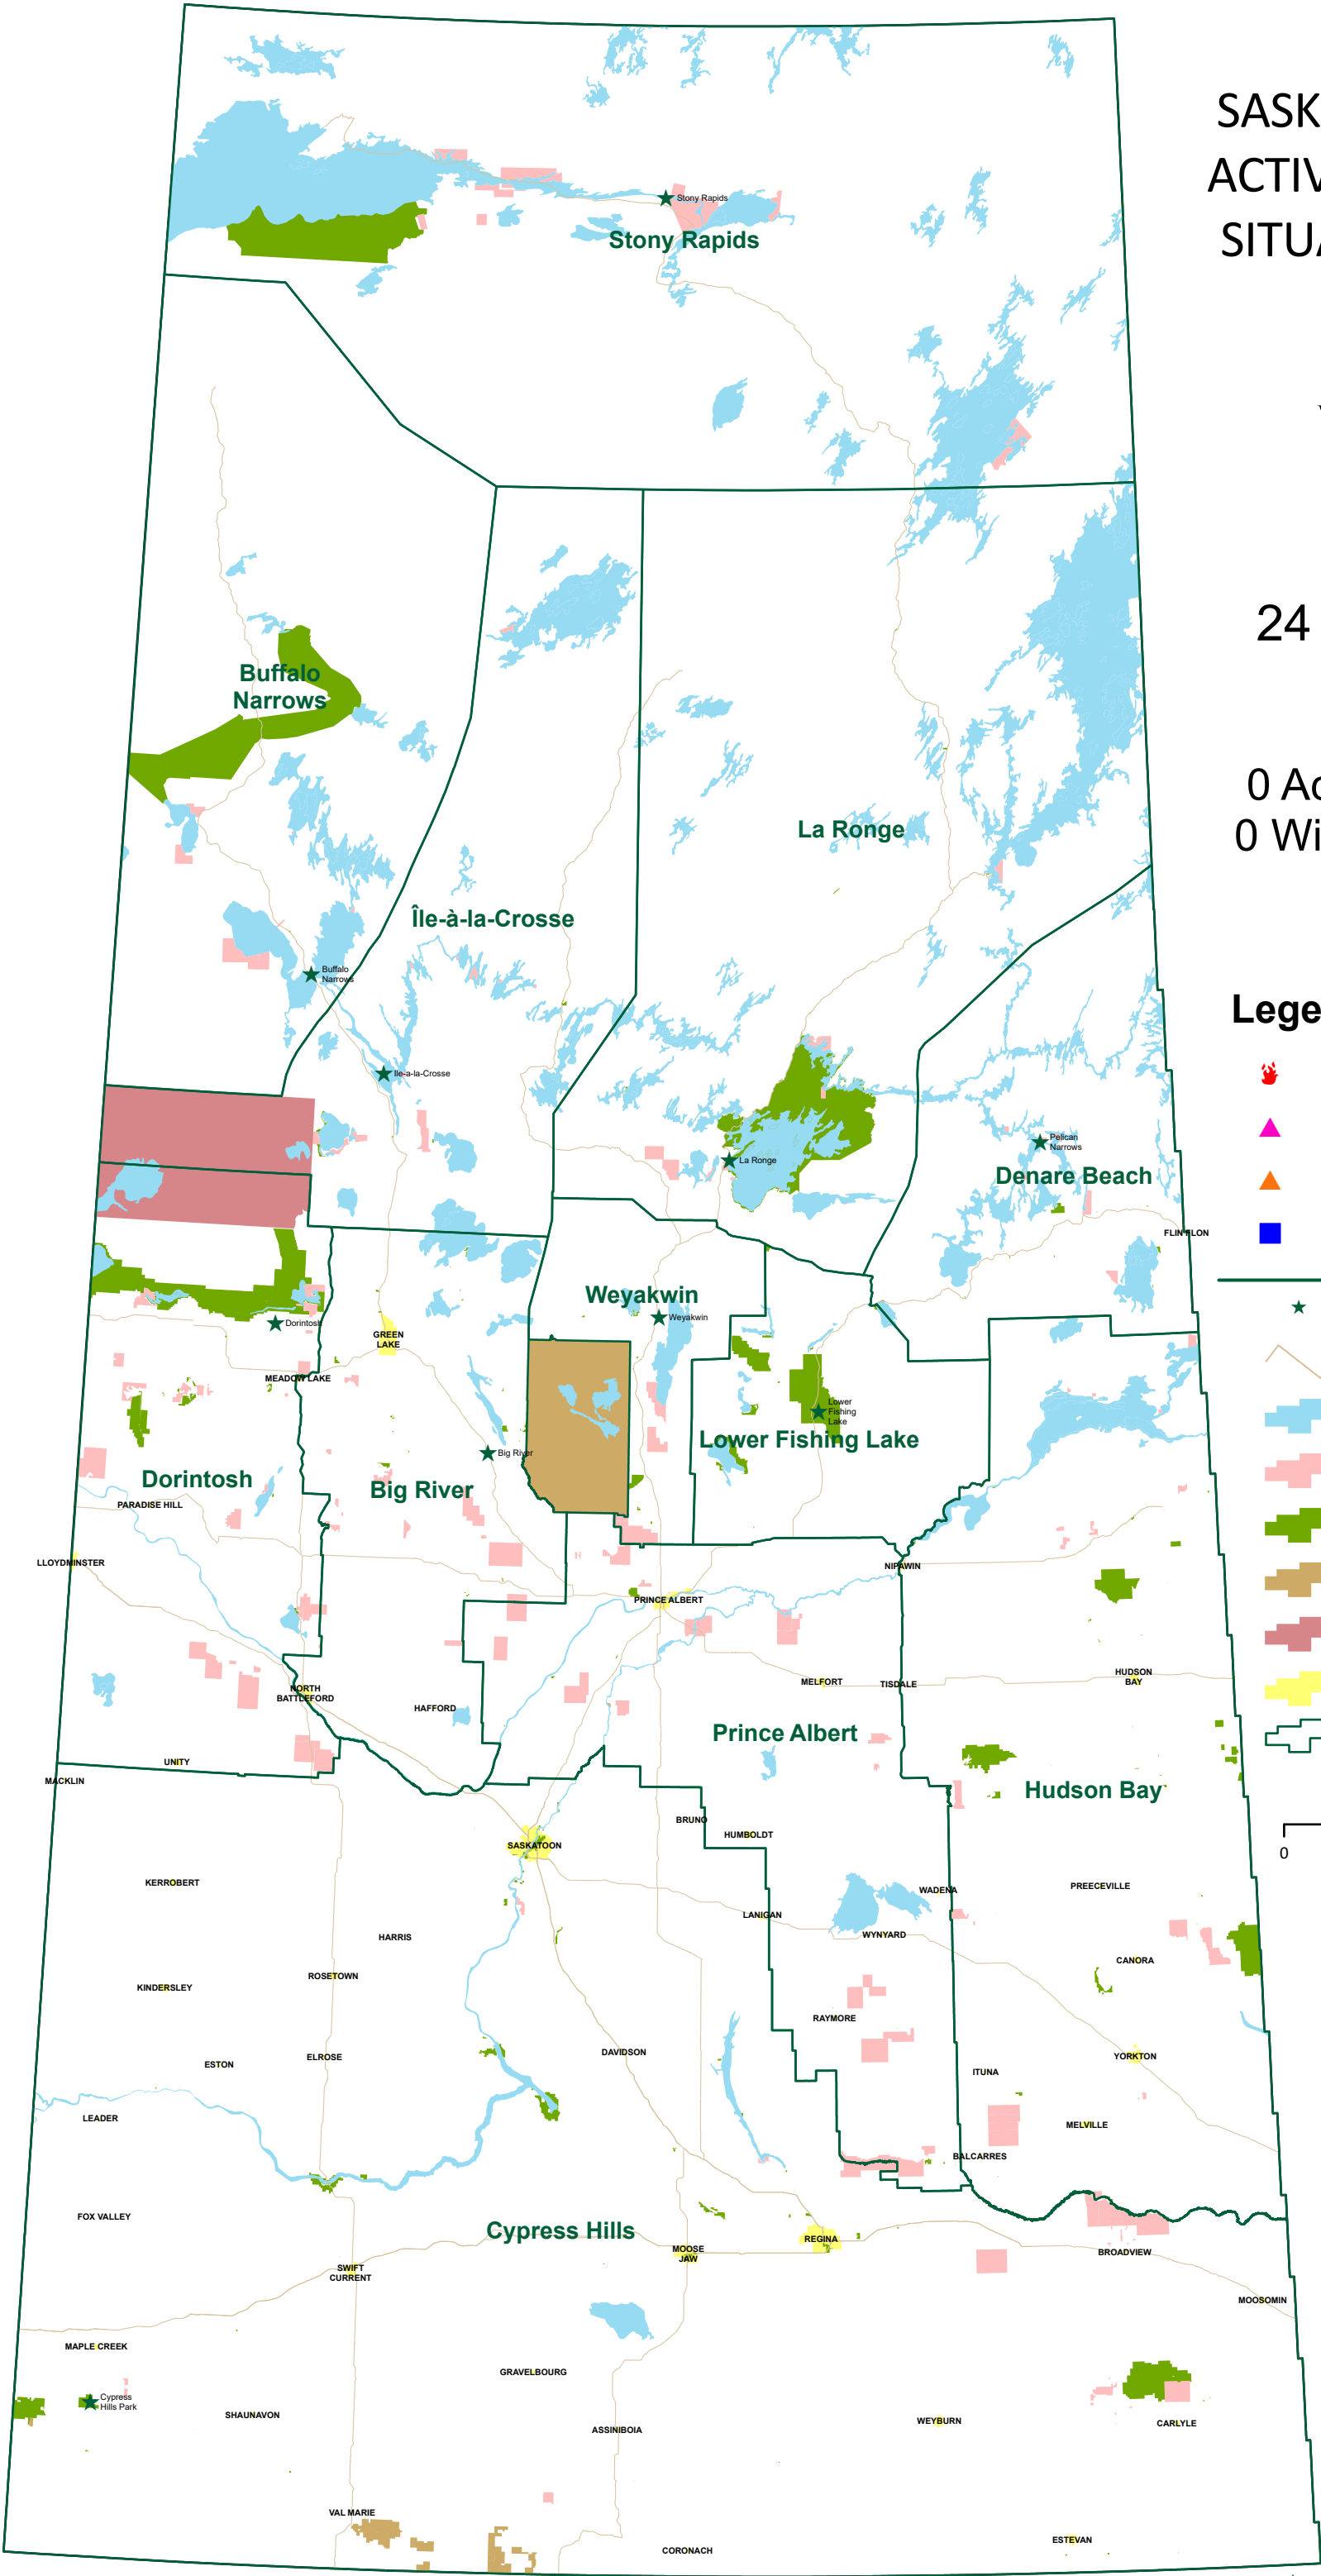 SASK
ACTIV
SITUA
24
0 Ac
0 Wi
Lege
0
Stony Rapids
Stony Rapids
Buffalo
Narrows
La Ronge
Île-à-la-Crosse
Buffalo
Narrows
Ile-a-la-Crosse
Pelican
Narrows
La Ronge
Denare Beach
FLIN FLON
Weyakwin
Weyakwin
Dorintosh
GREEN
LAKE
MEADOW LAKE
Lower
Fishing
Lake
Lower Fishing Lake
Big River
Dorintosh
Big River
PARADISE HILL
LLOYDMINSTER
NIPAWIN
PRINCE ALBERT
HUDSON
BAY
MELFORT
TISDALE
NORTH
BATTLEFORD
HAFFORD
Prince Albert
UNITY
MACKLIN
Hudson Bay
BRUNO
HUMBOLDT
SASKATOON
KERROBERT
PREECEVILLE
WADENA
LANIGAN
WYNYARD
HARRIS
CANORA
ROSETOWN
KINDERSLEY
RAYMORE
DAVIDSON
YORKTON
ELROSE
ESTON
ITUNA
LEADER
MELVILLE
BALCARRES
FOX VALLEY
Cypress Hills
REGINA
MOOSE
JAW
BROADVIEW
SWIFT
CURRENT
MOOSOMIN
MAPLE CREEK
GRAVELBOURG
Cypress
Hills Park
SHAUNAVON
WEYBURN
CARLYLE
ASSINIBOIA
VAL MARIE
ESTEVAN
CORONACH